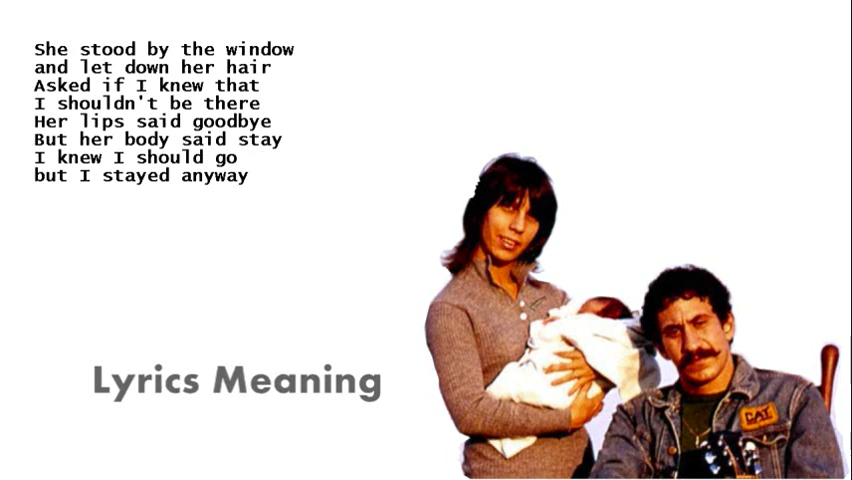 She stood by the window
and let down her hair
Asked if I knew that
I shouldn't be there
Her lips said goodbye
But her body said stay
I knew I should go
but I stayed anyway
Lyrics Meaning
CAT